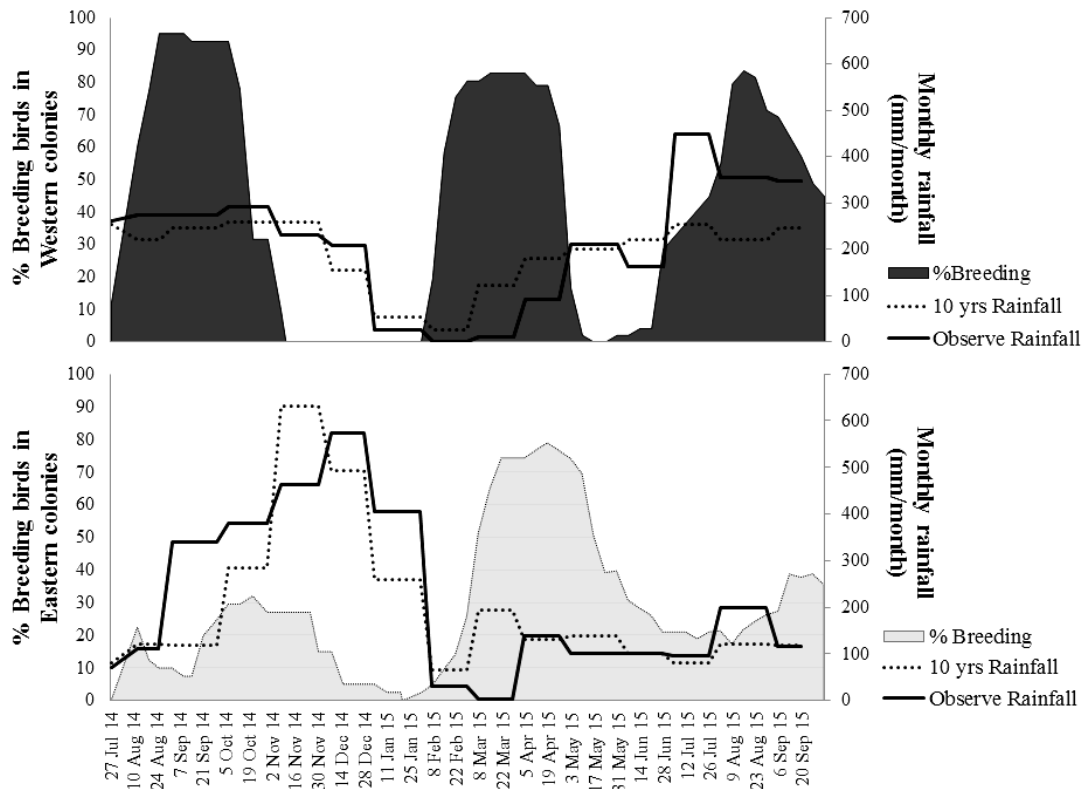 100
90
80
70
60
50
40
30
20
10
0
% Breeding birds in
Western colonies
700
600
500
400
300
200
100
0
Monthly rainfall
(mm/month)
%Breeding
10 yrs Rainfall
Observe Rainfall
100
90
80
70
60
50
40
30
20
10
0
% Breeding birds in
Eastern colonies
700
600
500
400
300
200
100
0
Monthly rainfall
(mm/month)
% Breeding
10 yrs Rainfall
Observe Rainfall
27 Jul 14
10 Aug 14
24 Aug 14
7 Sep 14
21 Sep 14
5 Oct 14
19 Oct 14
2 Nov 14
16 Nov 14
30 Nov 14
14 Dec 14
28 Dec 14
11 Jan 15
25 Jan 15
8 Feb 15
22 Feb 15
8 Mar 15
22 Mar 15
5 Apr 15
19 Apr 15
3 May 15
17 May 15
31 May 15
14 Jun 15
28 Jun 15
12 Jul 15
26 Jul 15
9 Aug 15
23 Aug 15
6 Sep 15
20 Sep 15